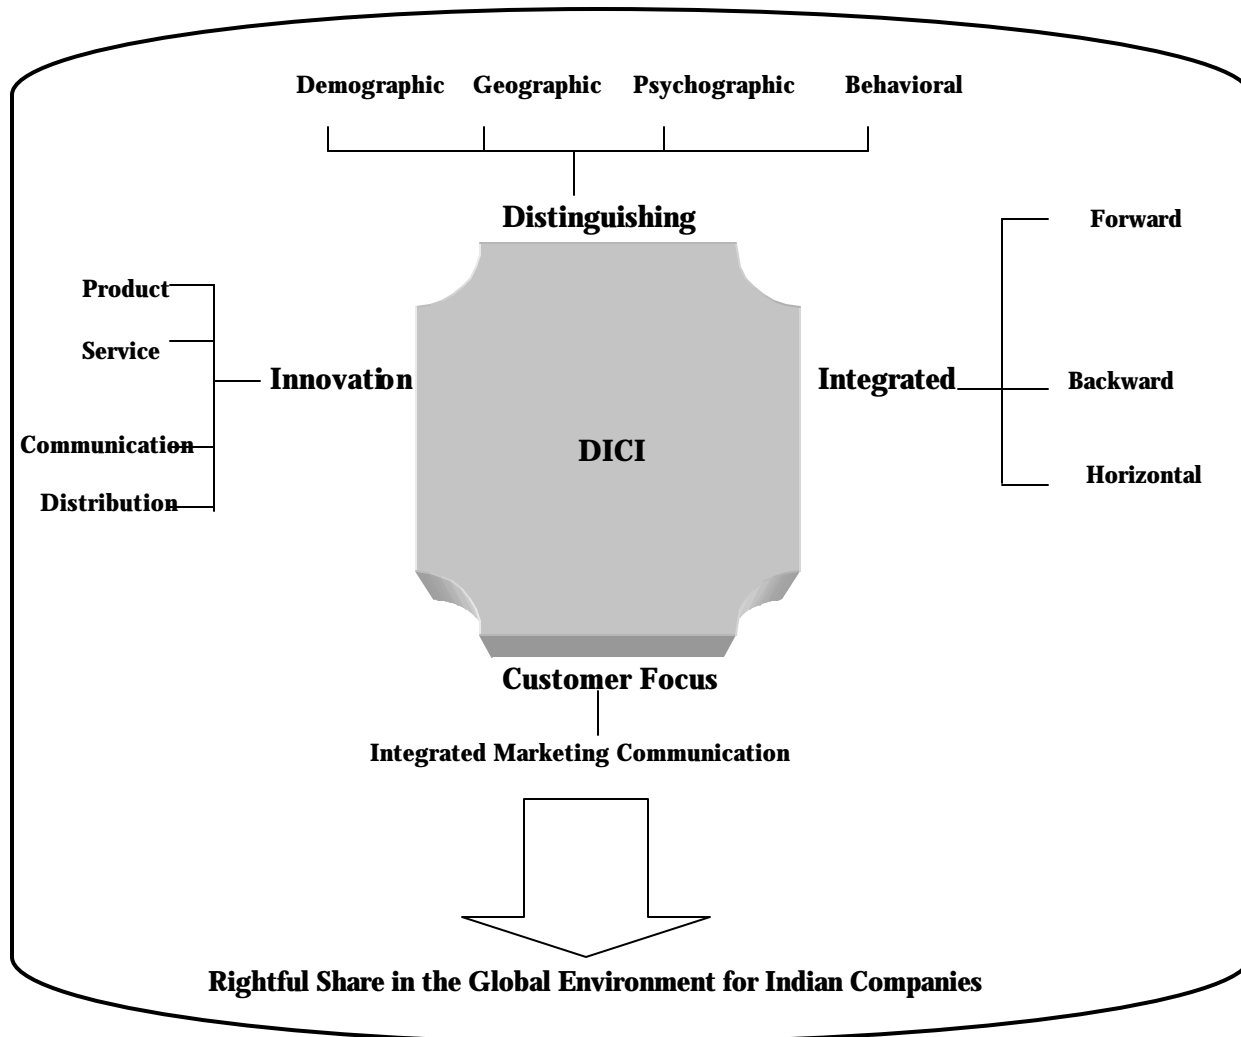 Demographic Geographic Psychographic Behavioral
Distinguishing
Forward
Product
Service
Innovation
Integrated
Backward
Communication
DICI
Horizontal
Distribution
Customer Focus
Integrated Marketing Communication
Rightful Share in the Global Environment for Indian Companies